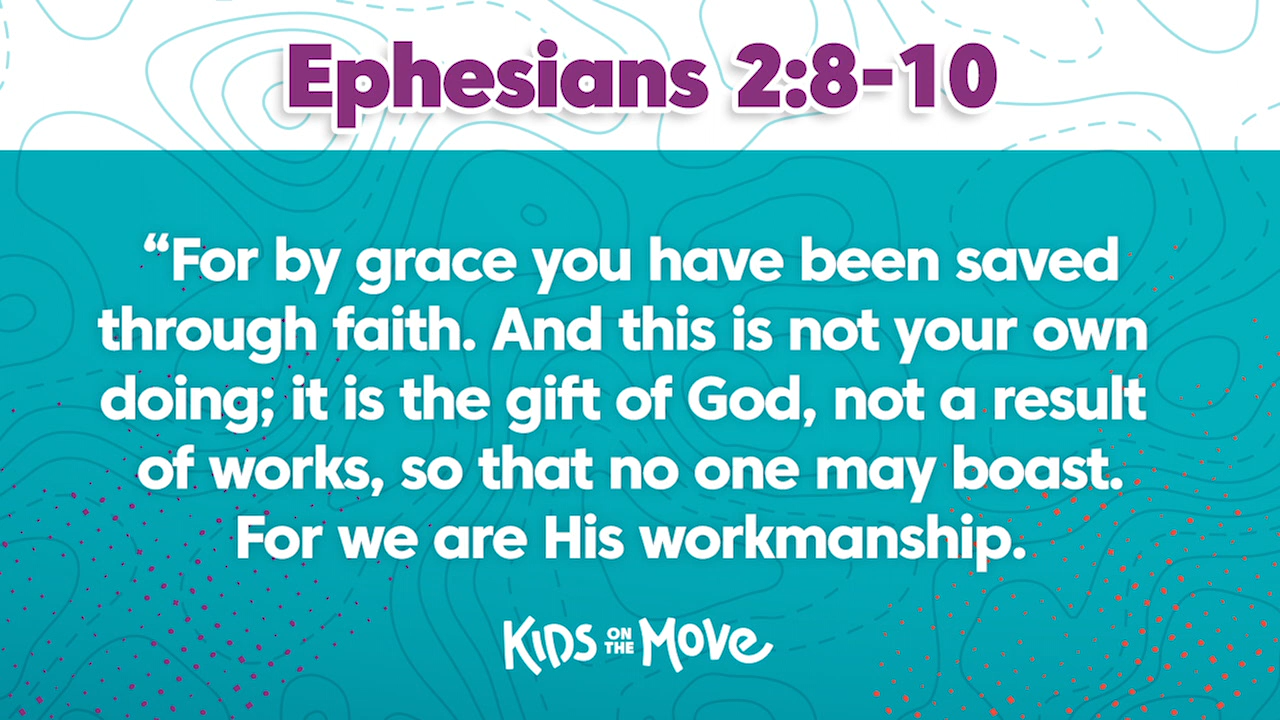 Ephesians 2:8-10
“For by grace you have been saved
through faith. And this is not your own
doing; it is the gift of God, not a result
of works, so that no one may boast.
For we are His workmanship.
KIDS ON THE MOVE